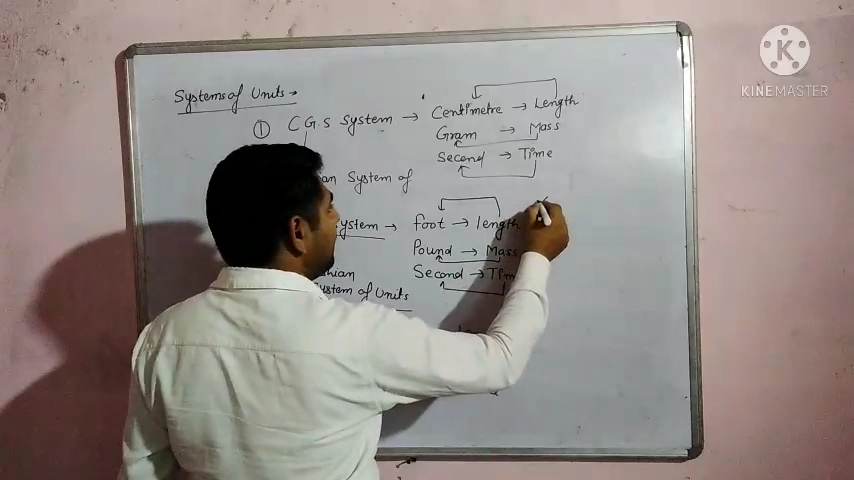 Systems of Units →
① C G.S System → Centimetre → Length
Gram → Mass
Second → Time
System of
System → foot → length
Pound → Mass
Second → Tim
System of Units
KINEMASTER